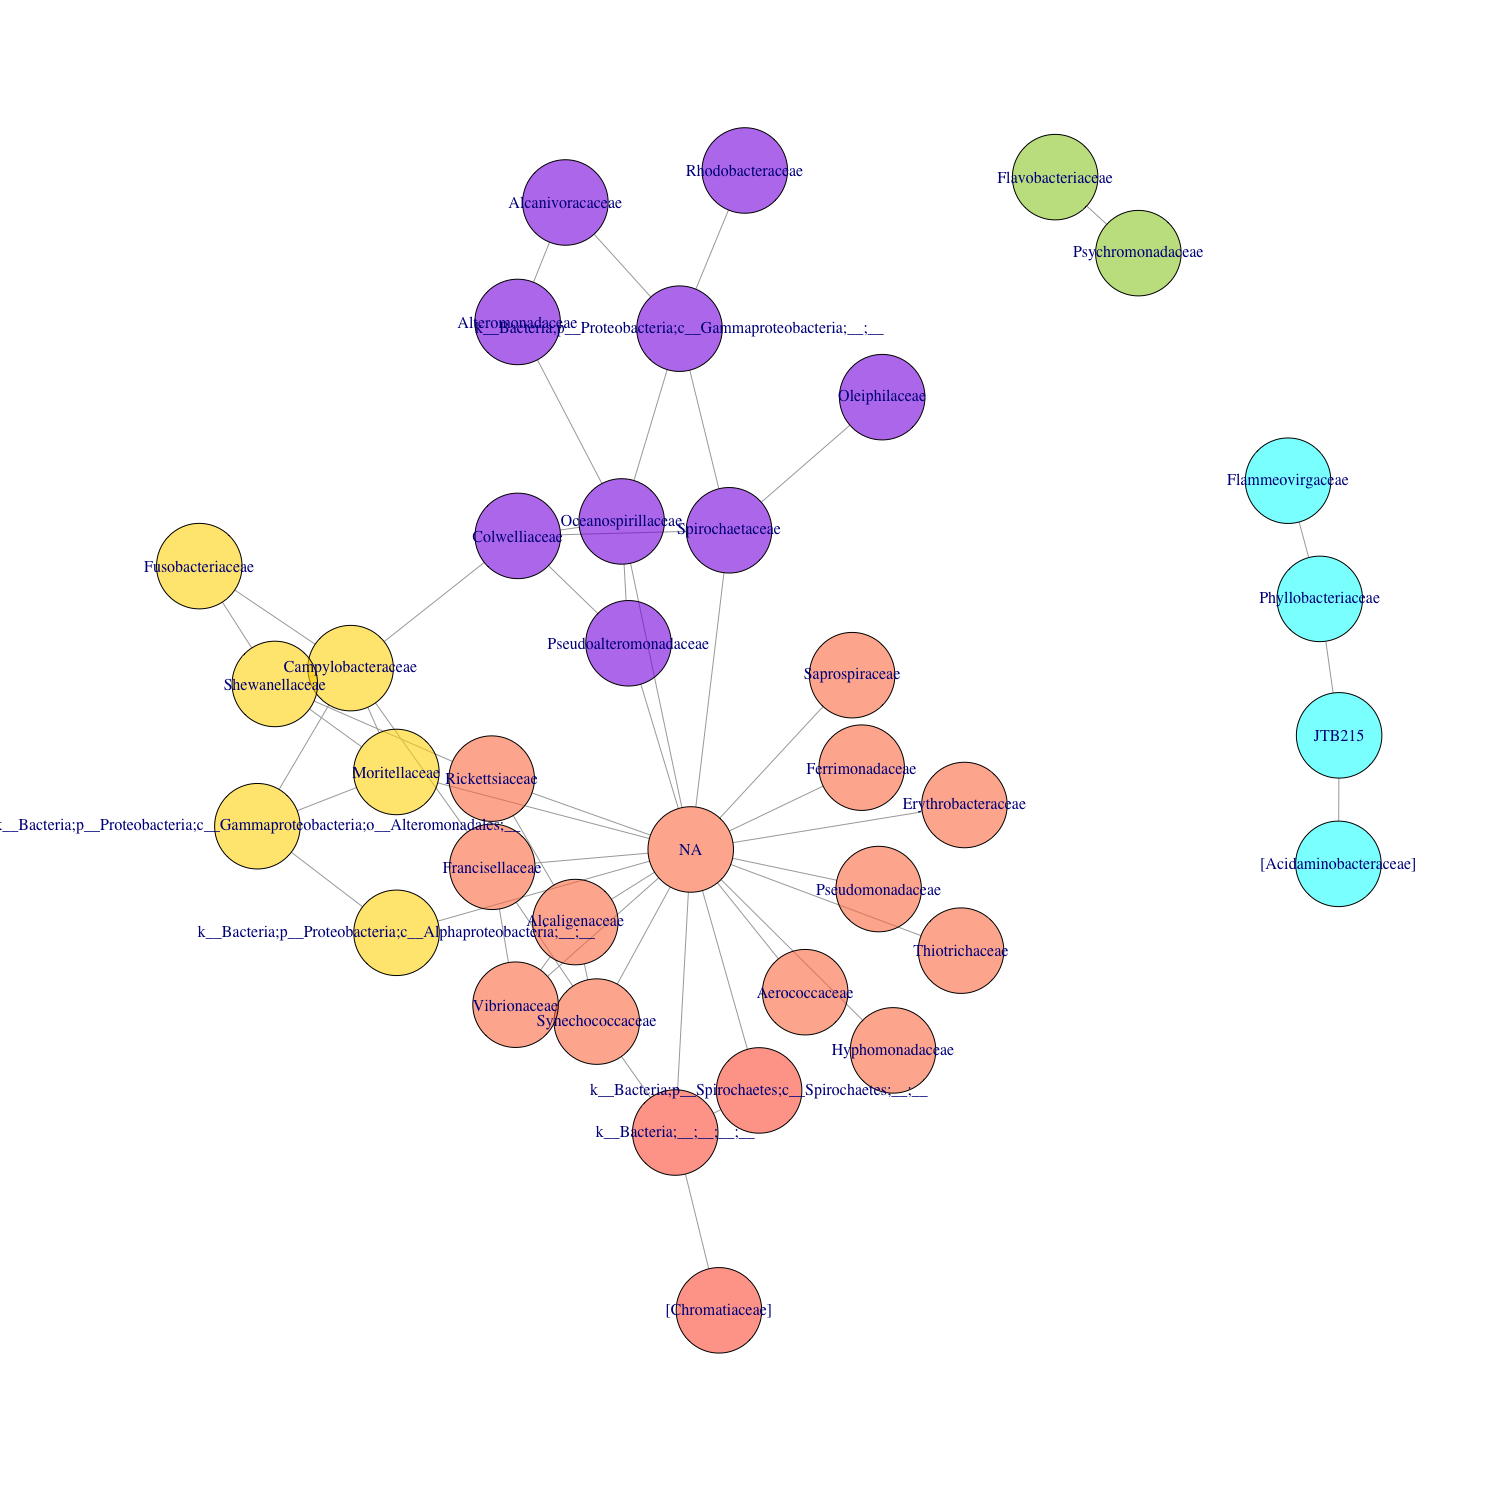 Rhodobacteraceae
Flavobacteriaceae
Alcanivoracaceae
Psychromonadaceae
Alteromonadaceae
k__Bacteria;p__Proteobacteria;c__Gammaproteobacteria;__;__
Oleiphilaceae
Flammeovirgaceae
Oceanospirillaceae
Spirochaetaceae
Colwelliaceae
Fusobacteriaceae
Phyllobacteriaceae
Pseudoalteromonadaceae
Campylobacteraceae
Saprospiraceae
Shewanellaceae
JTB215
Ferrimonadaceae
Moritellaceae
Rickettsiaceae
Erythrobacteraceae
k__Bacteria;p__Proteobacteria;c__Gammaproteobacteria;o__Alteromonadales;__
NA
[Acidaminobacteraceae]
Francisellaceae
Pseudomonadaceae
Alcaligenaceae
k__Bacteria;p__Proteobacteria;c__Alphaproteobacteria;__;__
Thiotrichaceae
Aerococcaceae
Vibrionaceae
Synechococcaceae
Hyphomonadaceae
k__Bacteria;p__Spirochaetes;c__Spirochaetes;__;__
k__Bacteria;__;__;__;__
[Chromatiaceae]